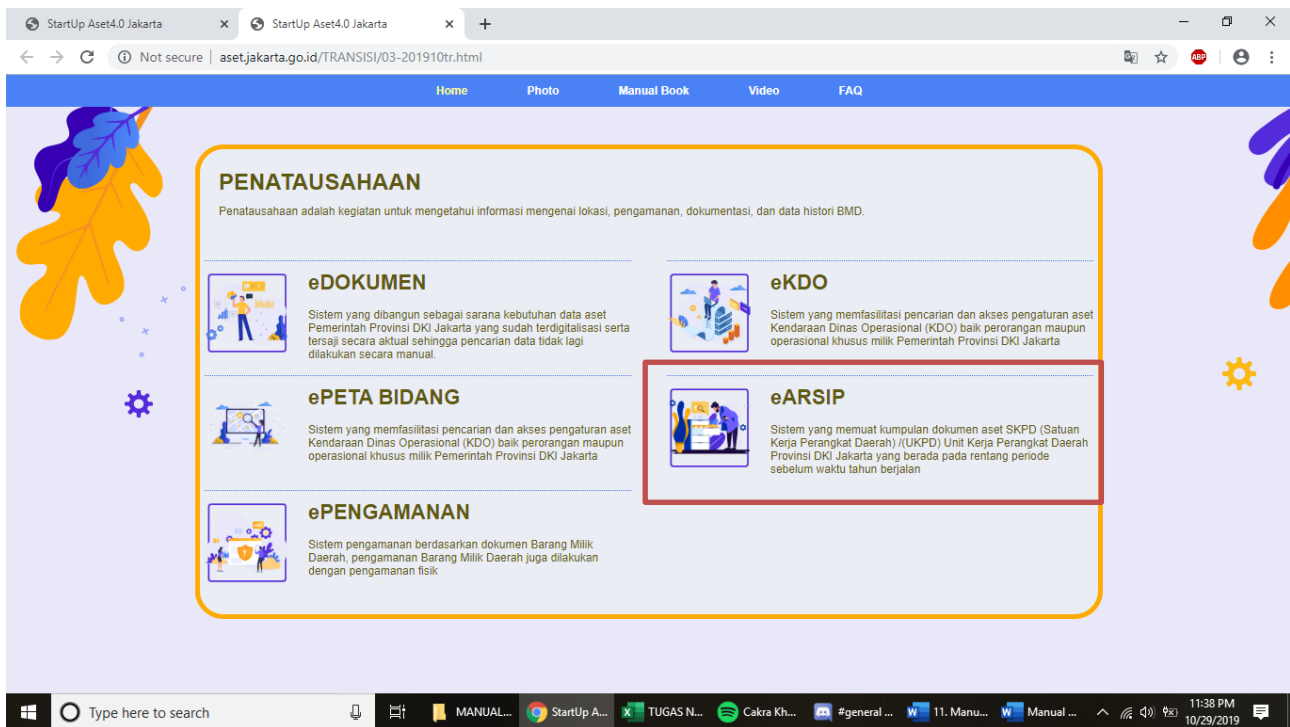 StartUp Aset4.0 Jakarta
StartUp Aset4.0 Jakarta
Not secure | aset.jakarta.go.id/TRANSISI/03-201910tr.html
ABP
Home
Photo
Manual Book
Video
FAQ
PENATAUSAHAAN
Penatausahaan adalah kegiatan untuk mengetahui informasi mengenai lokasi, pengamanan, dokumentasi, dan data histori BMD.
eDOKUMEN
Sistem yang dibangun sebagai sarana kebutuhan data aset
Pemerintah Provinsi DKI Jakarta yang sudah terdigitalisasi serta
tersaji secara aktual sehingga pencarian data tidak lagi
dilakukan secara manual.
eKDO
Sistem yang memfasilitasi pencarian dan akses pengaturan aset
Kendaraan Dinas Operasional (KDO) baik perorangan maupun
operasional khusus milik Pemerintah Provinsi DKI Jakarta
ePETA BIDANG
Sistem yang memfasilitasi pencarian dan akses pengaturan aset
Kendaraan Dinas Operasional (KDO) baik perorangan maupun
operasional khusus milik Pemerintah Provinsi DKI Jakarta
eARSIP
Sistem yang memuat kumpulan dokumen aset SKPD (Satuan
Kerja Perangkat Daerah) /(UKPD) Unit Kerja Perangkat Daerah
Provinsi DKI Jakarta yang berada pada rentang periode
sebelum waktu tahun berjalan
ePENGAMANAN
Sistem pengamanan berdasarkan dokumen Barang Milik
Daerah, pengamanan Barang Milik Daerah juga dilakukan
dengan pengamanan fisik
Type here to search
MANUAL...
StartUp A...
TUGAS N...
Cakra Kh...
#general ...
11. Manu...
Manual ...
11:38 PM
10/29/2019